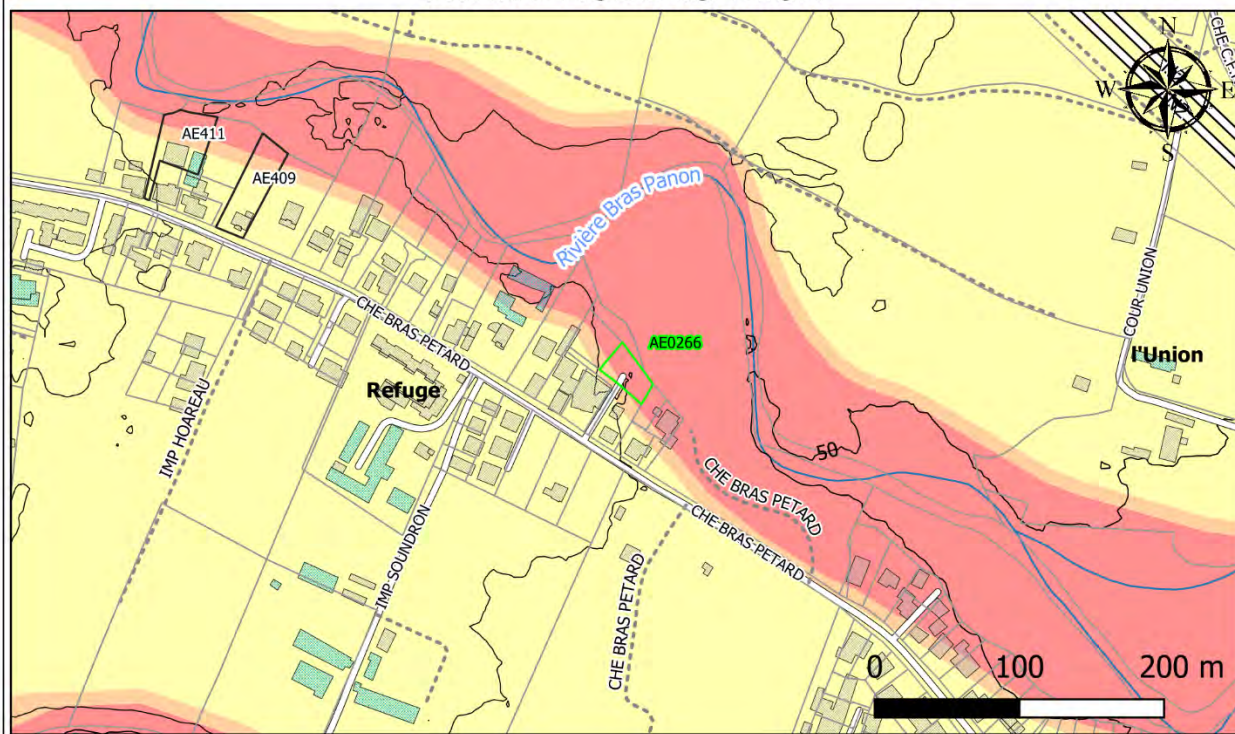 N
W
E
S
CHE C.F.
AE411
AE409
Rivière Bras Panon
COUR-UNION
l'Union
CHE-BRAS-PETARD
AE0266
Refuge
IMP HOAREAU
50
CHE BRAS PETARD
CHE-BRAS-PETARD
IMP-SOUNDRON
CHE BRAS PETARD
0
100
200 m